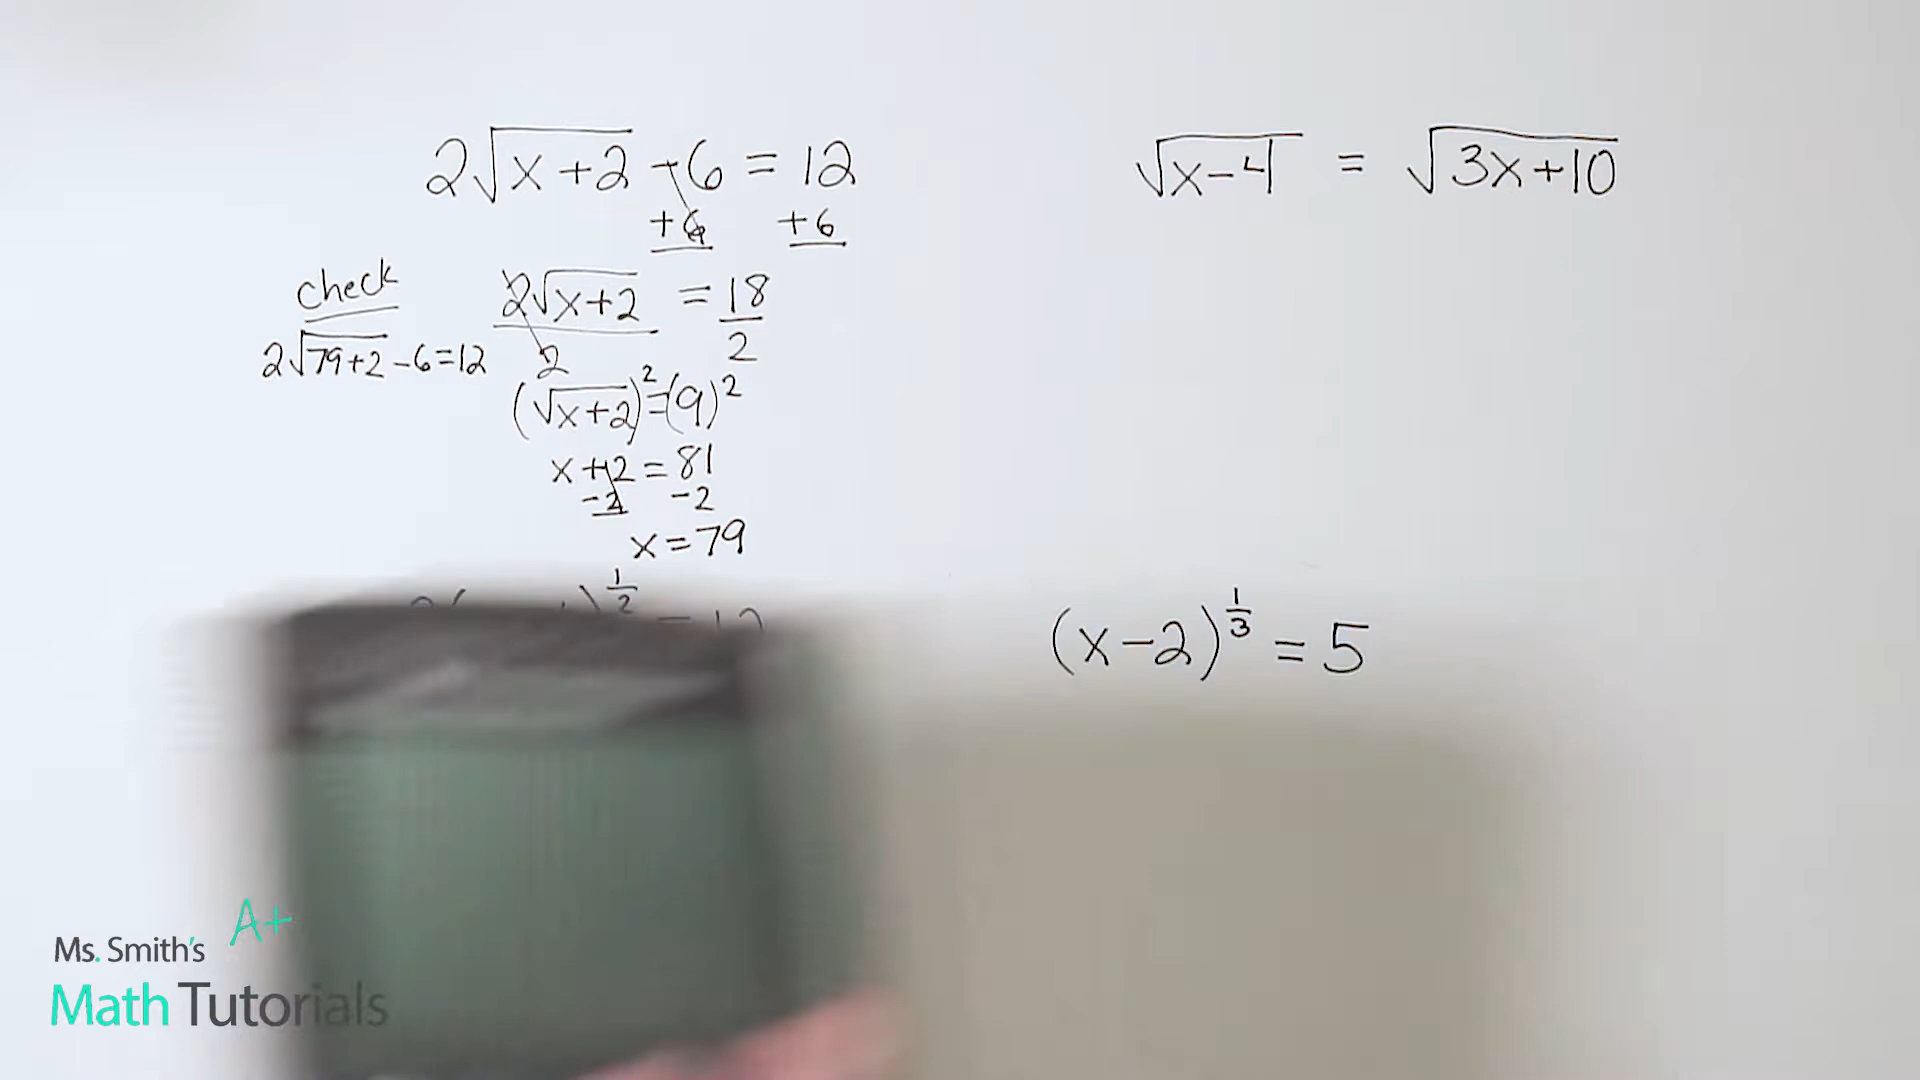 2√(x+2) - 6 = 12
+6 +6
2√(x+2) = 18
2 2
(√(x+2))² = (9)²
x+2 = 81
-2 -2
x = 79
check
2√(79+2) - 6 = 12
√(x-4) = √(3x+10)
(x-2)^(1/3) = 5
Ms. Smith's A+
Math Tutorials